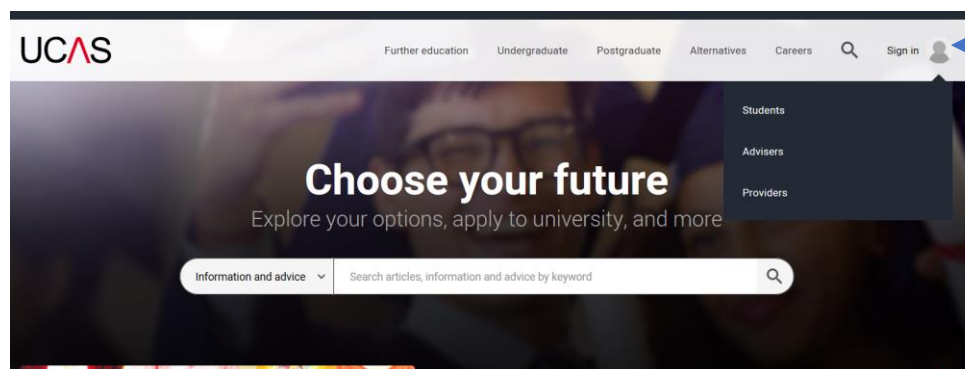 UCAS
Further education Undergraduate Postgraduate Alternatives Careers Sign in
Students
Advisers
Providers
Choose your future
Explore your options, apply to university, and more
Information and advice Search articles, information and advice by keyword